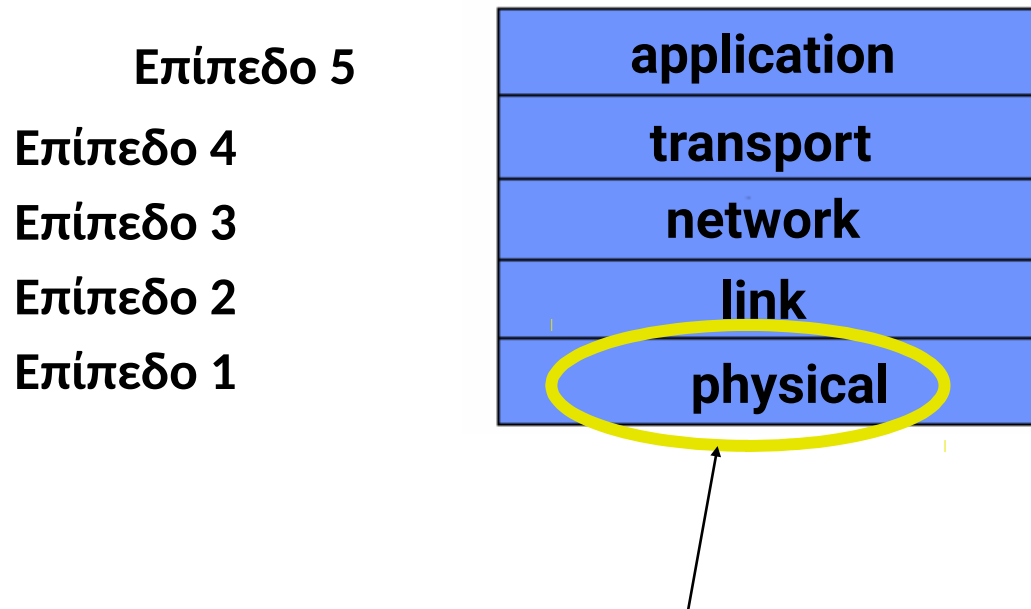 Επίπεδο 5
application
Επίπεδο 4
transport
Επίπεδο 3
network
Επίπεδο 2
link
Επίπεδο 1
physical